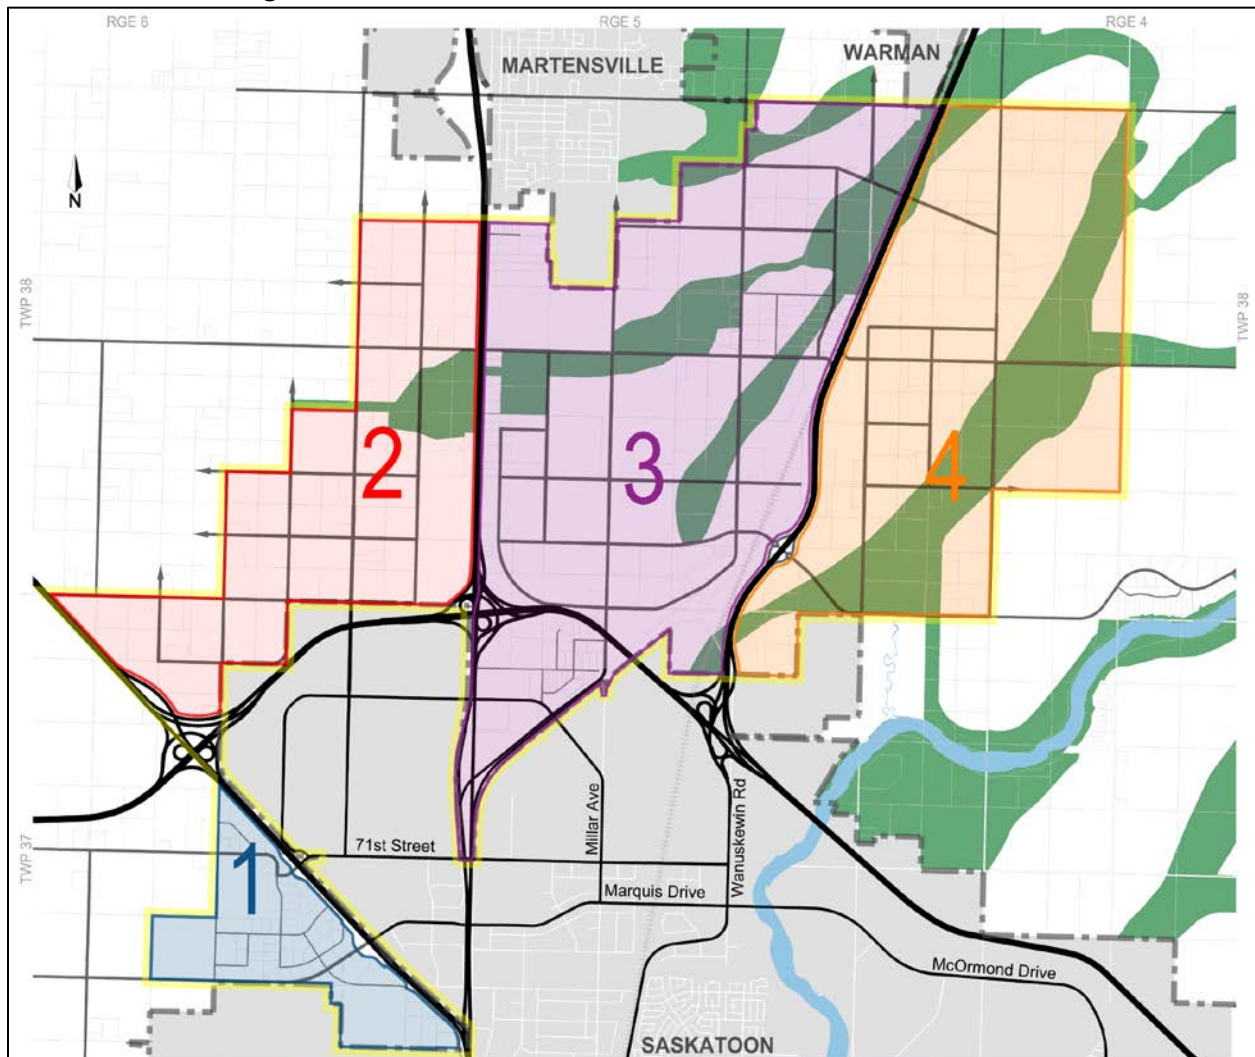 RGE 6
RGE 5
RGE 4
MARTENSVILLE
WARMAN
N
TWP 38
TWP 38
2
3
4
71st Street
Millar Ave
Wanuskewin Rd
TWP 37
1
Marquis Drive
McOrmond Drive
SASKATOON